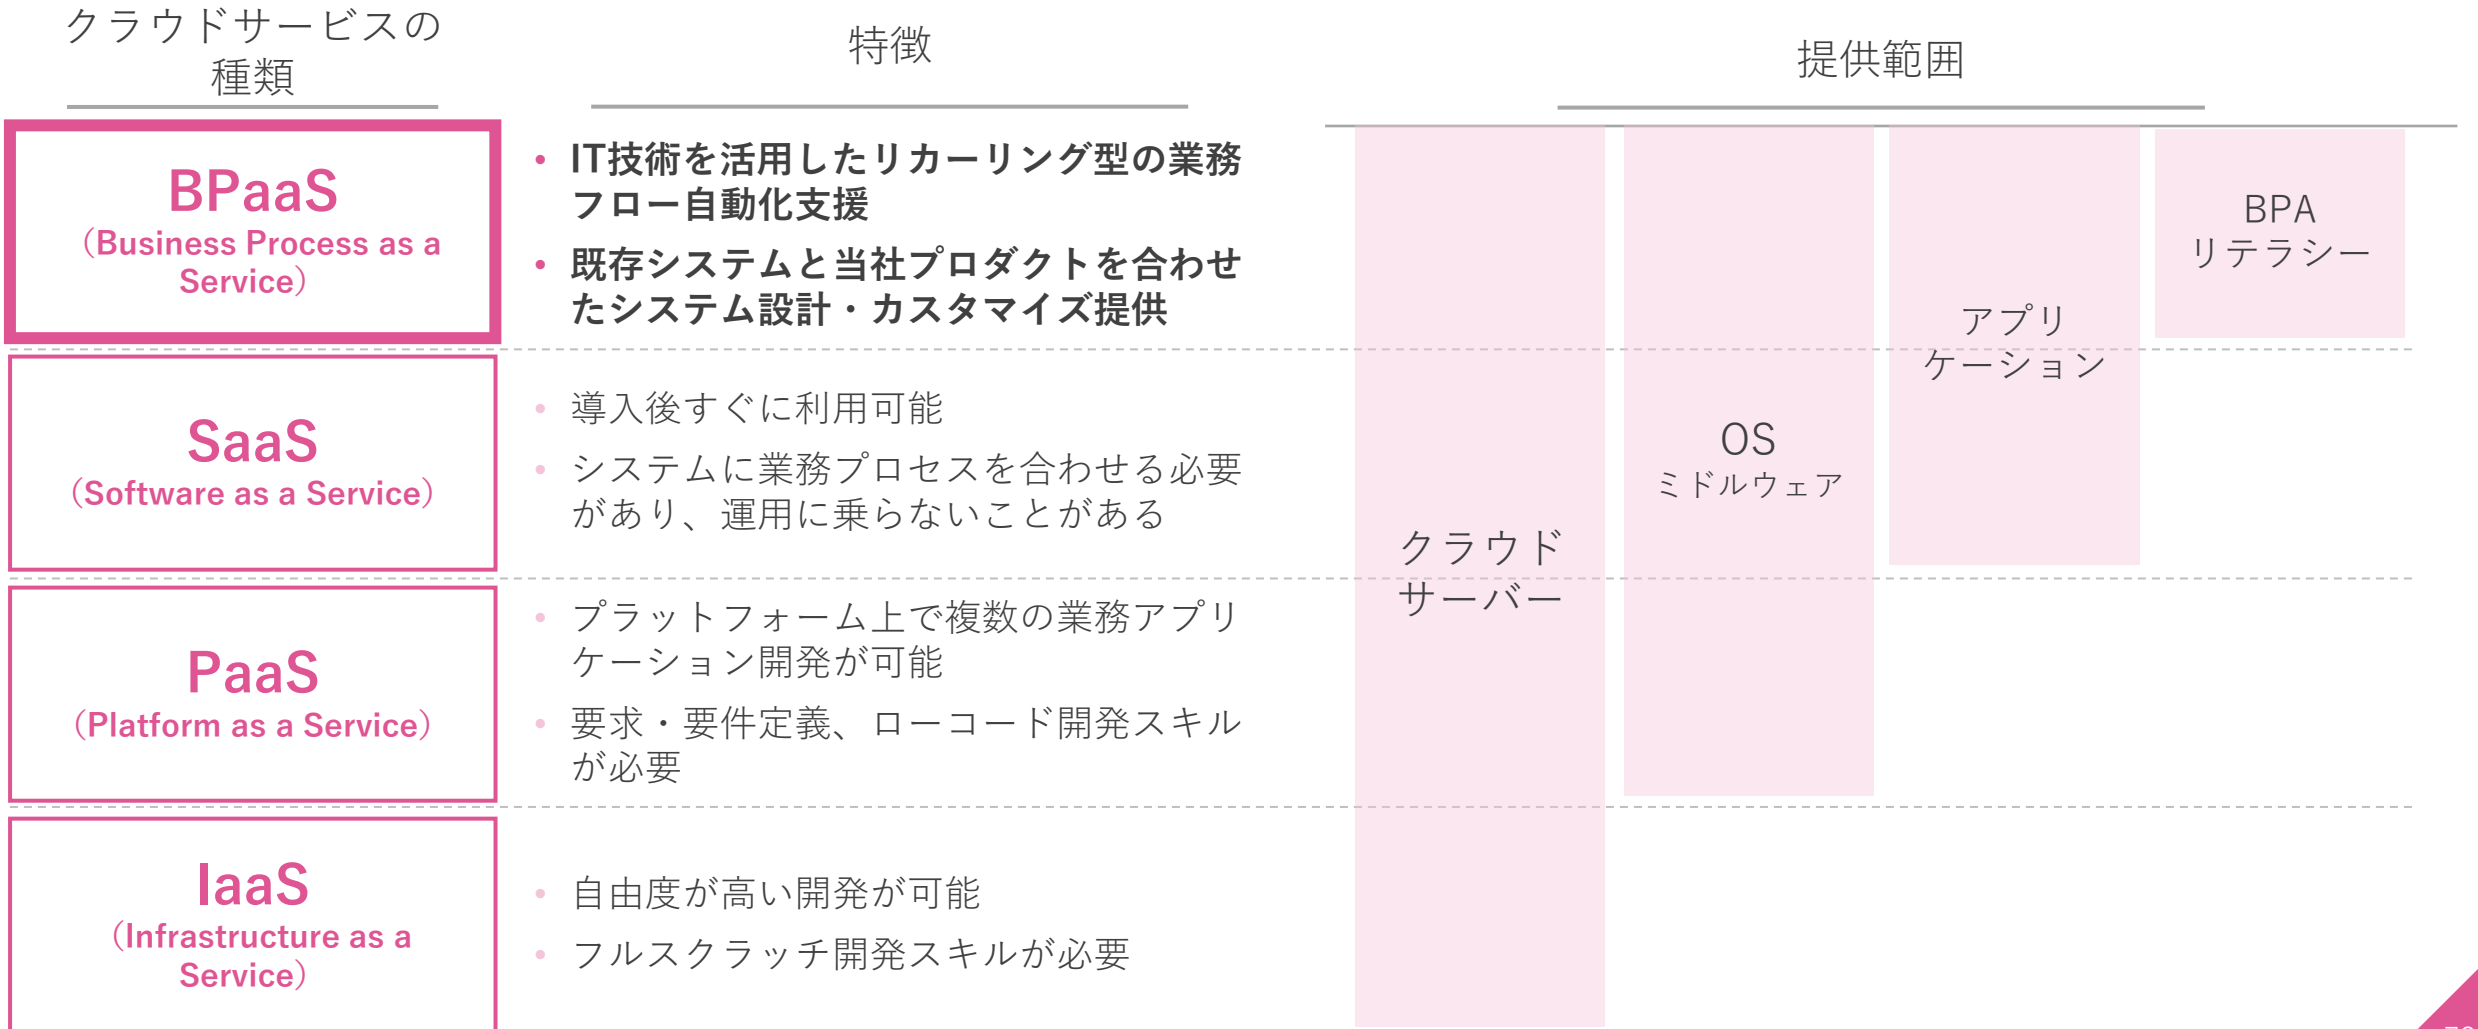 クラウドサービスの
種類
特徴
提供範囲
BPaaS
（Business Process as a
Service）
• IT技術を活用したリカーリング型の業務
フロー自動化支援
• 既存システムと当社プロダクトを合わせ
たシステム設計・カスタマイズ提供
SaaS
（Software as a Service）
• 導入後すぐに利用可能
• システムに業務プロセスを合わせる必要
があり、運用に乗らないことがある
PaaS
（Platform as a Service）
• プラットフォーム上で複数の業務アプリ
ケーション開発が可能
• 要求・要件定義、ローコード開発スキル
が必要
IaaS
（Infrastructure as a
Service）
• 自由度が高い開発が可能
• フルスクラッチ開発スキルが必要
クラウド
サーバー
OS
ミドルウェア
アプリ
ケーション
BPA
リテラシー